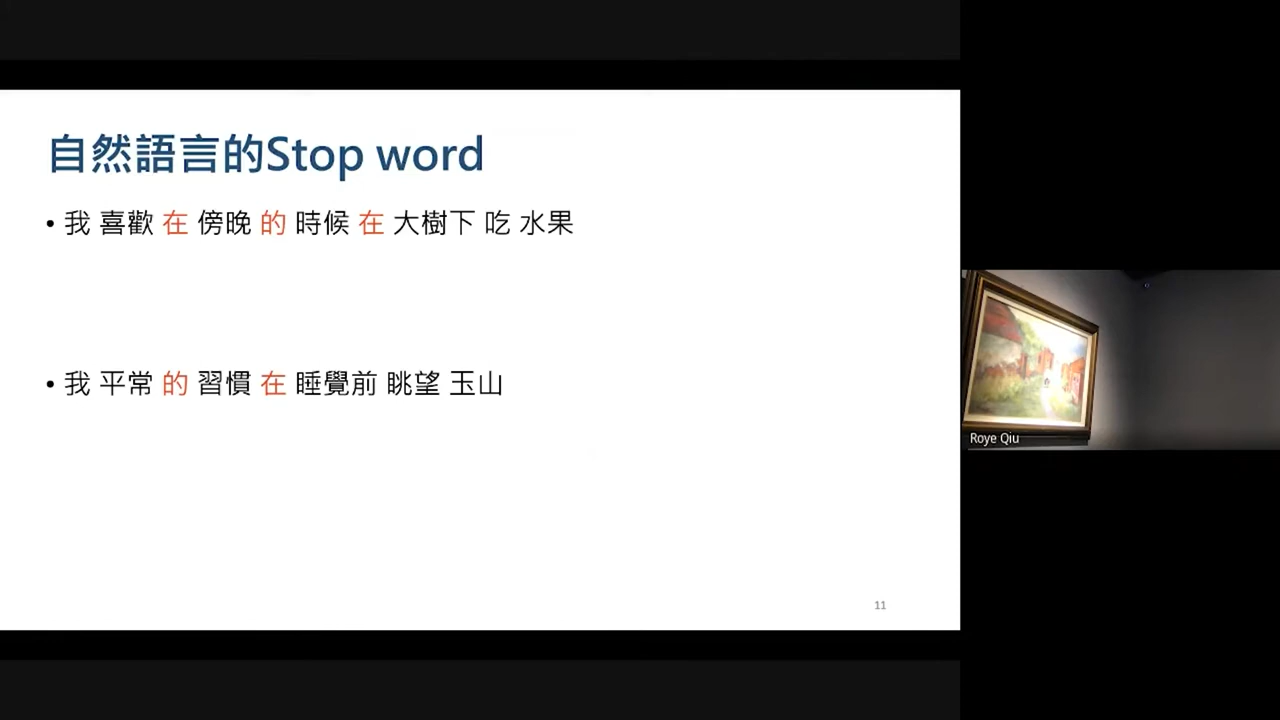 自然語言的Stop word
• 我 喜歡 在 傍晚 的 時候 在 大樹下 吃 水果
• 我 平常 的 習慣 在 睡覺前 眺望 玉山
11
Roye Qiu